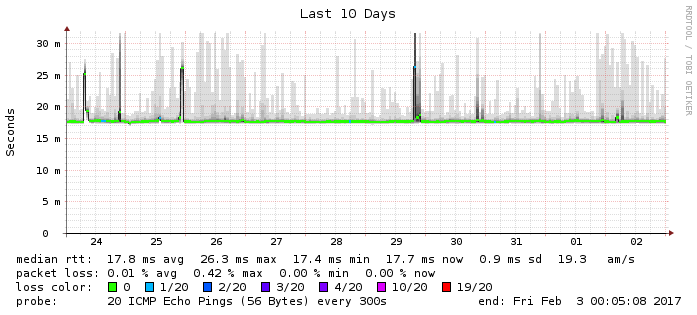 Last 10 Days
RRDTOOL / TOBI OETIKER
Seconds
30 m
25 m
20 m
15 m
10 m
5 m
0
24 25 26 27 28 29 30 31 01 02
median rtt: 17.8 ms avg 26.3 ms max 17.4 ms min 17.7 ms now 0.9 ms sd 19.3 am/s
packet loss: 0.01 % avg 0.42 % max 0.00 % min 0.00 % now
loss color: 0 1/20 2/20 3/20 4/20 10/20 19/20
probe: 20 ICMP Echo Pings (56 Bytes) every 300s end: Fri Feb 3 00:05:08 2017